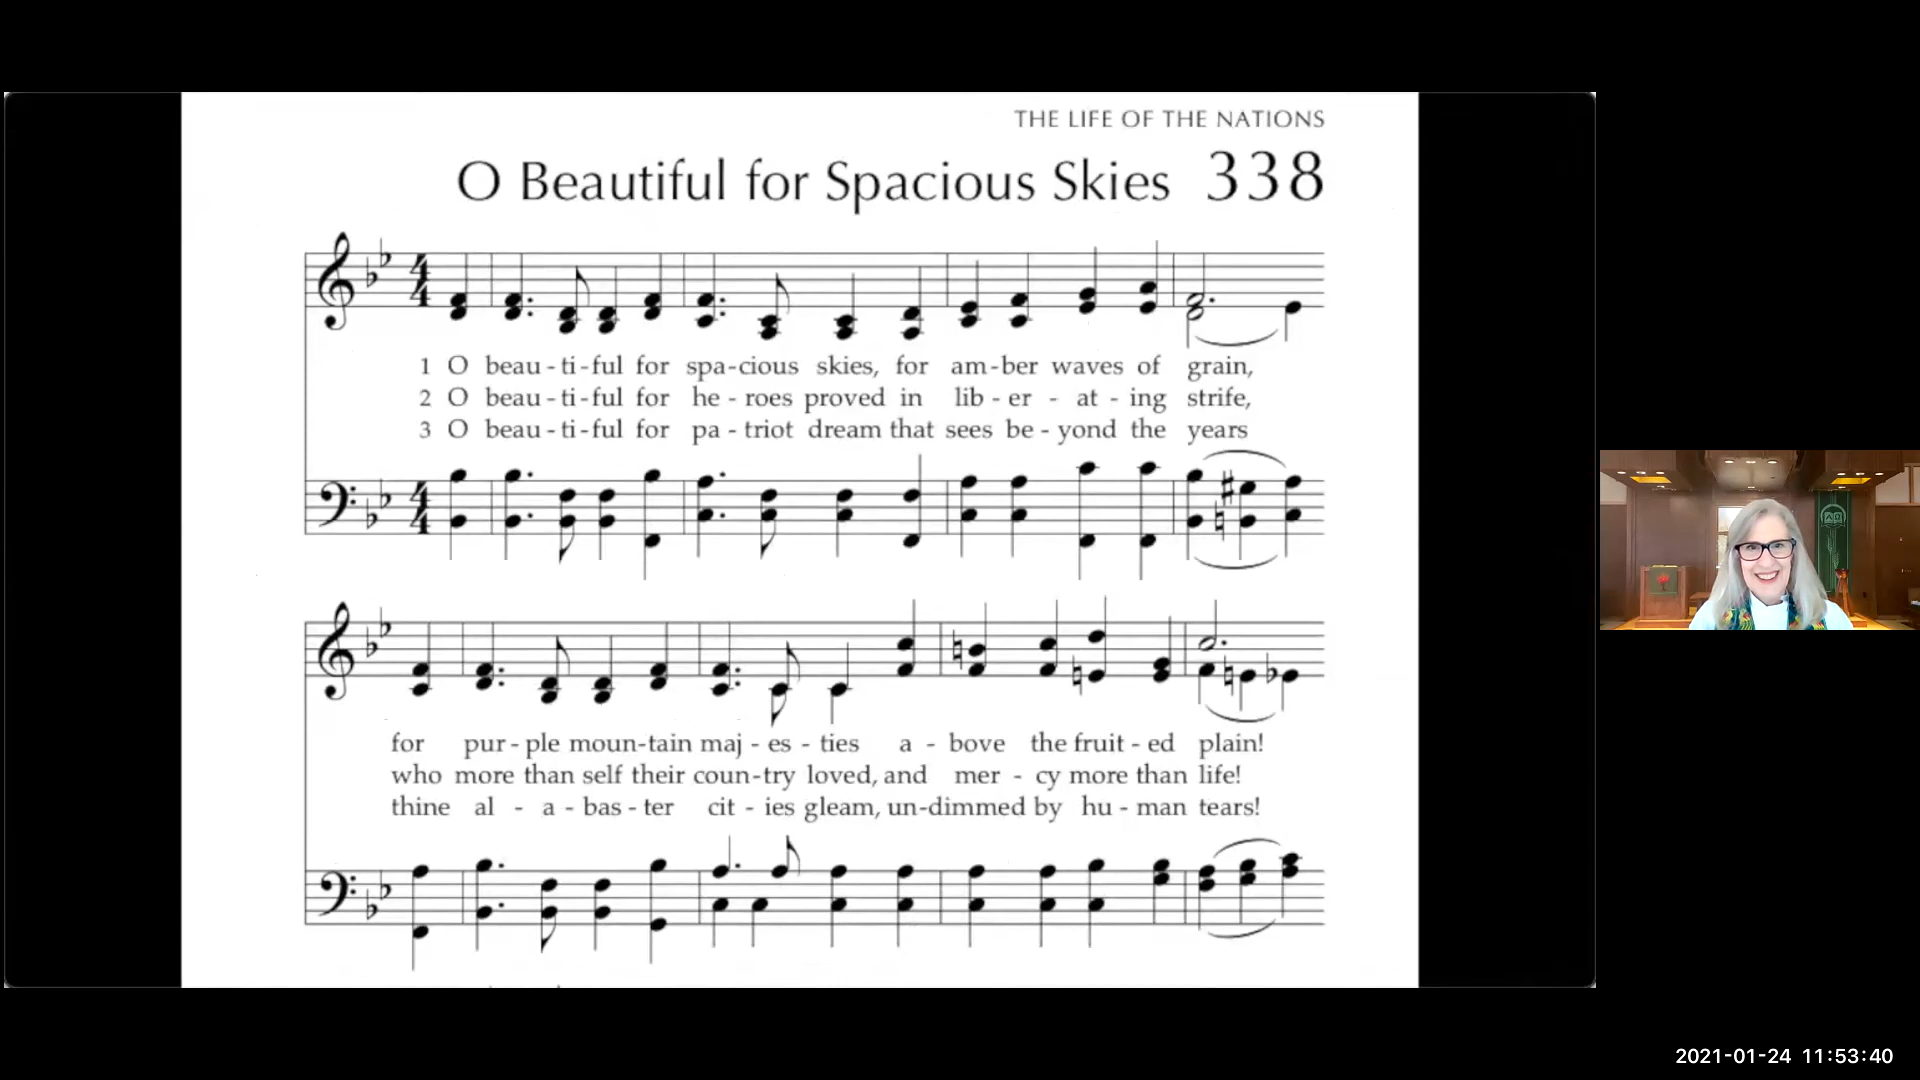 THE LIFE OF THE NATIONS
O Beautiful for Spacious Skies 338
1 O beau - ti - ful for spa - cious skies, for am - ber waves of grain,
2 O beau - ti - ful for he - roes proved in lib - er - at - ing strife,
3 O beau - ti - ful for pa - triot dream that sees be - yond the years
for pur - ple moun - tain maj - es - ties a - bove the fruit - ed plain!
who more than self their coun - try loved, and mer - cy more than life!
thine al - a - bas - ter cit - ies gleam, un - dimmed by hu - man tears!
2021-01-24 11:53:40